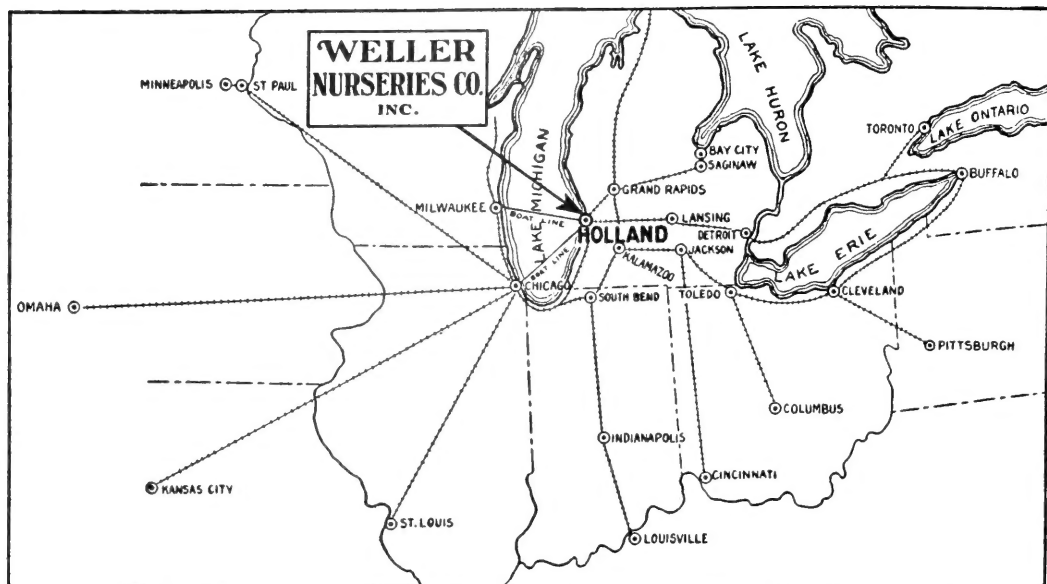 WELLER
NURSERIES CO.
INC.
MINNEAPOLIS
ST PAUL
LAKE HURON
LAKE ONTARIO
TORONTO
BAY CITY
SAGINAW
BUFFALO
LAKE MICHIGAN
GRAND RAPIDS
MILWAUKEE
BOAT LINE
LANSING
DETROIT
HOLLAND
JACKSON
KALAMAZOO
LAKE ERIE
BOAT LINE
CHICAGO
OMAHA
SOUTH BEND
TOLEDO
CLEVELAND
PITTSBURGH
COLUMBUS
INDIANAPOLIS
CINCINNATI
KANSAS CITY
ST. LOUIS
LOUISVILLE